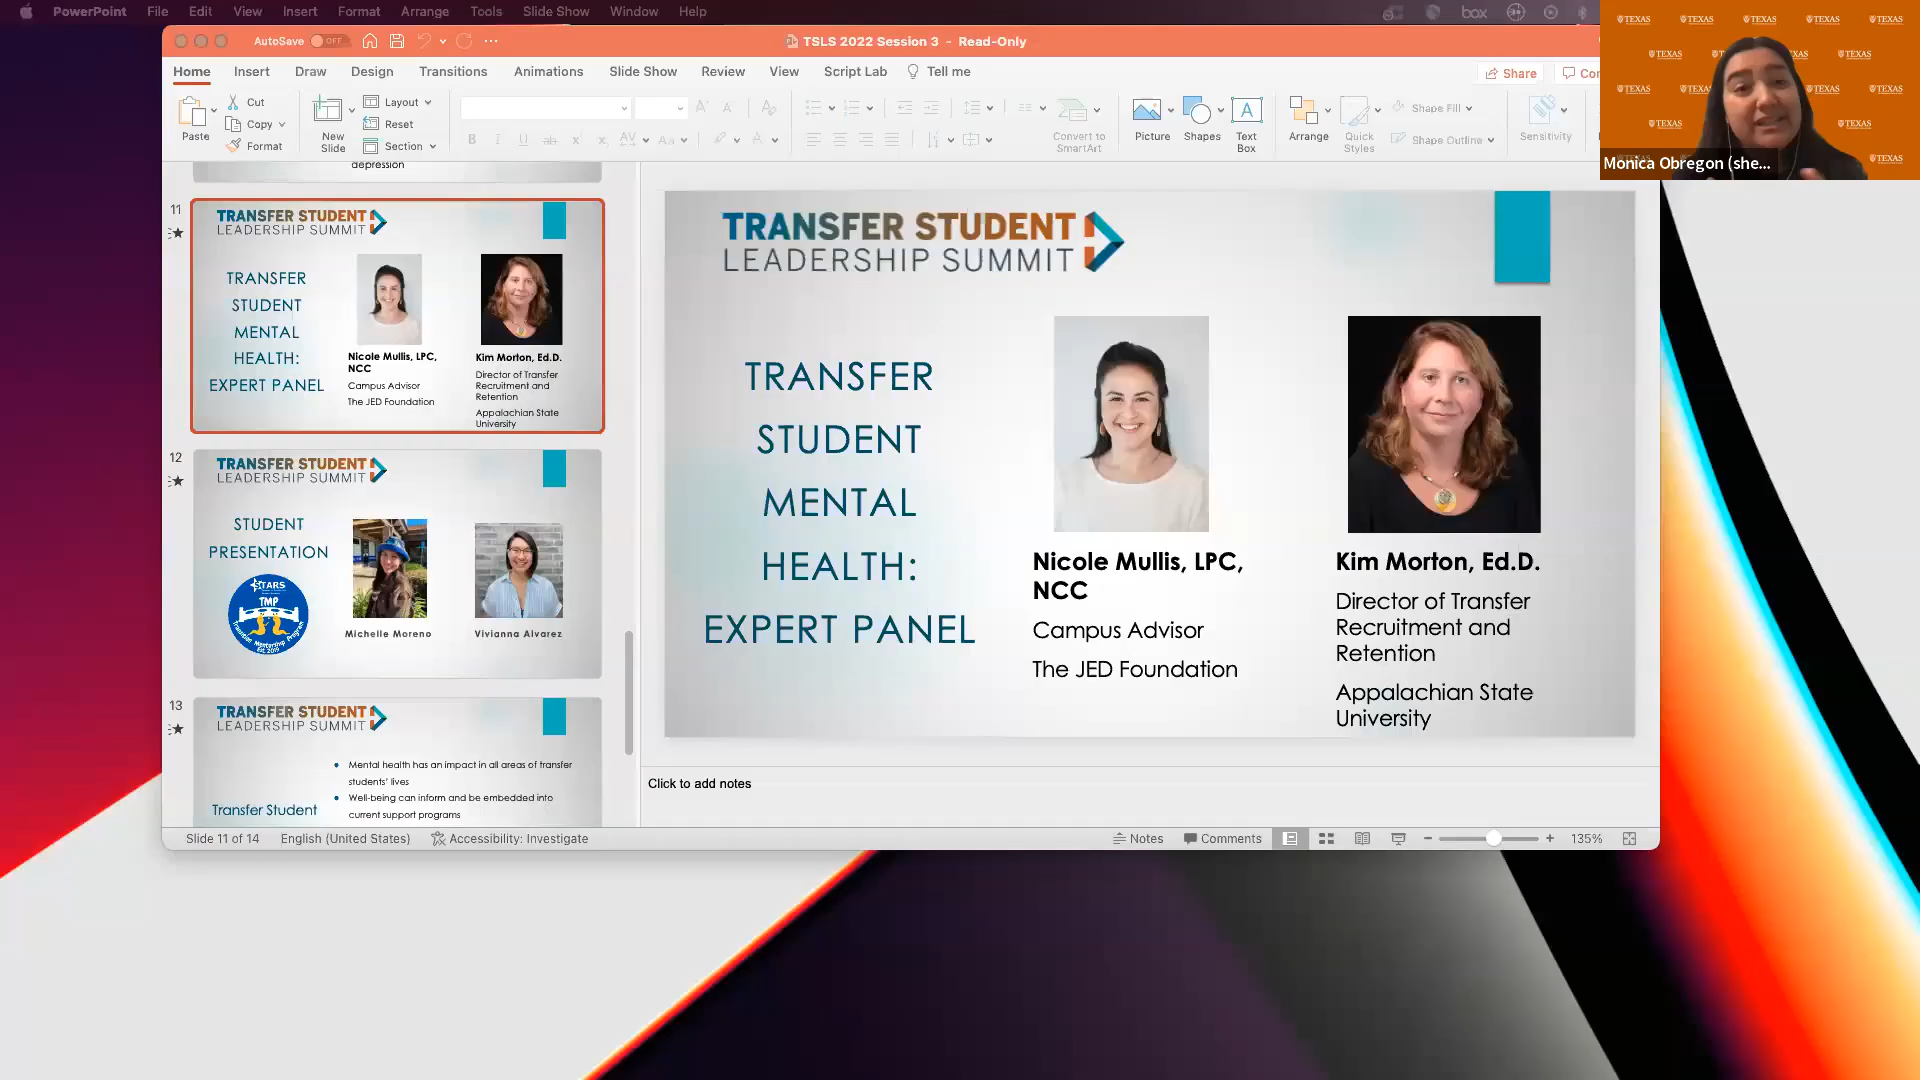 PowerPoint File Edit View Insert Format Arrange Tools Slide Show Window Help
box
AutoSave OFF
TSLS 2022 Session 3 - Read-Only
Home Insert Draw Design Transitions Animations Slide Show Review View Script Lab Tell me
Share
Paste
Cut
Copy
Format
New Slide
Layout
Reset
Section
Convert to SmartArt
Picture
Shapes
Text Box
Arrange
Quick Styles
Shape Fill
Shape Outline
Sensitivity
TEXAS
Monica Obregon (she...
depression
11
TRANSFER STUDENT
LEADERSHIP SUMMIT
TRANSFER
STUDENT
MENTAL
HEALTH:
EXPERT PANEL
Nicole Mullis, LPC,
NCC
Campus Advisor
The JED Foundation
Kim Morton, Ed.D.
Director of Transfer
Recruitment and
Retention
Appalachian State
University
12
TRANSFER STUDENT
LEADERSHIP SUMMIT
STUDENT
PRESENTATION
STARS
TMP
Transfer Mentorship Program
Michelle Moreno
Vivianna Alvarez
13
TRANSFER STUDENT
LEADERSHIP SUMMIT
Mental health has an impact in all areas of transfer
students' lives
Well-being can inform and be embedded into
current support programs
Transfer Student
TRANSFER STUDENT
LEADERSHIP SUMMIT
TRANSFER
STUDENT
MENTAL
HEALTH:
EXPERT PANEL
Nicole Mullis, LPC,
NCC
Campus Advisor
The JED Foundation
Kim Morton, Ed.D.
Director of Transfer
Recruitment and
Retention
Appalachian State
University
Click to add notes
Slide 11 of 14 English (United States) Accessibility: Investigate Notes Comments 135%